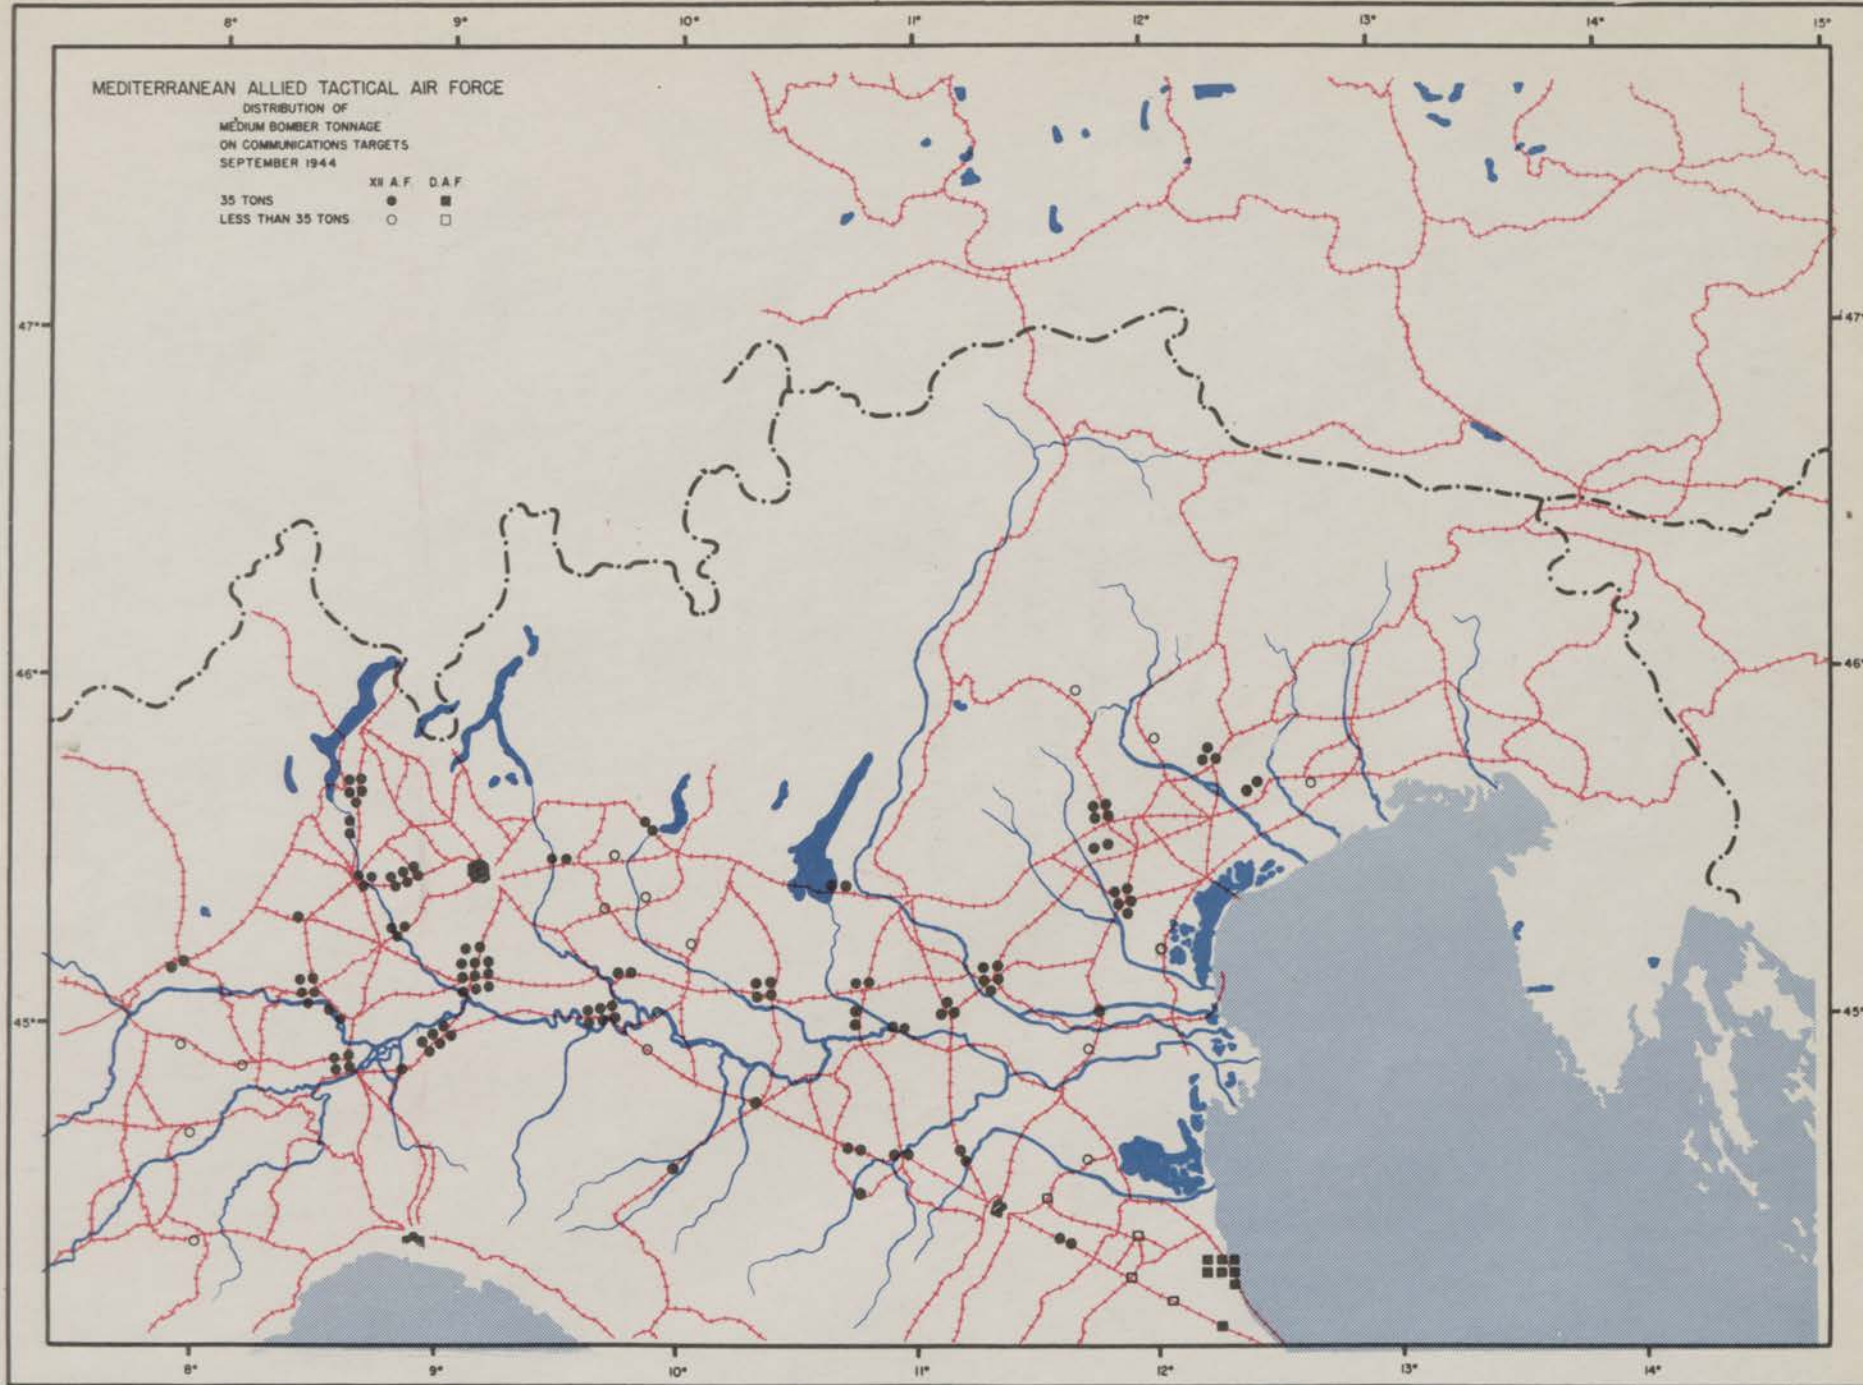 8° 9° 10° 11° 12° 13° 14° 15°
MEDITERRANEAN ALLIED TACTICAL AIR FORCE
DISTRIBUTION OF
MEDIUM BOMBER TONNAGE
ON COMMUNICATIONS TARGETS
SEPTEMBER 1944
XII A.F. D.A.F.
35 TONS
LESS THAN 35 TONS
47° 47°
46° 46°
45° 45°
8° 9° 10° 11° 12° 13° 14°